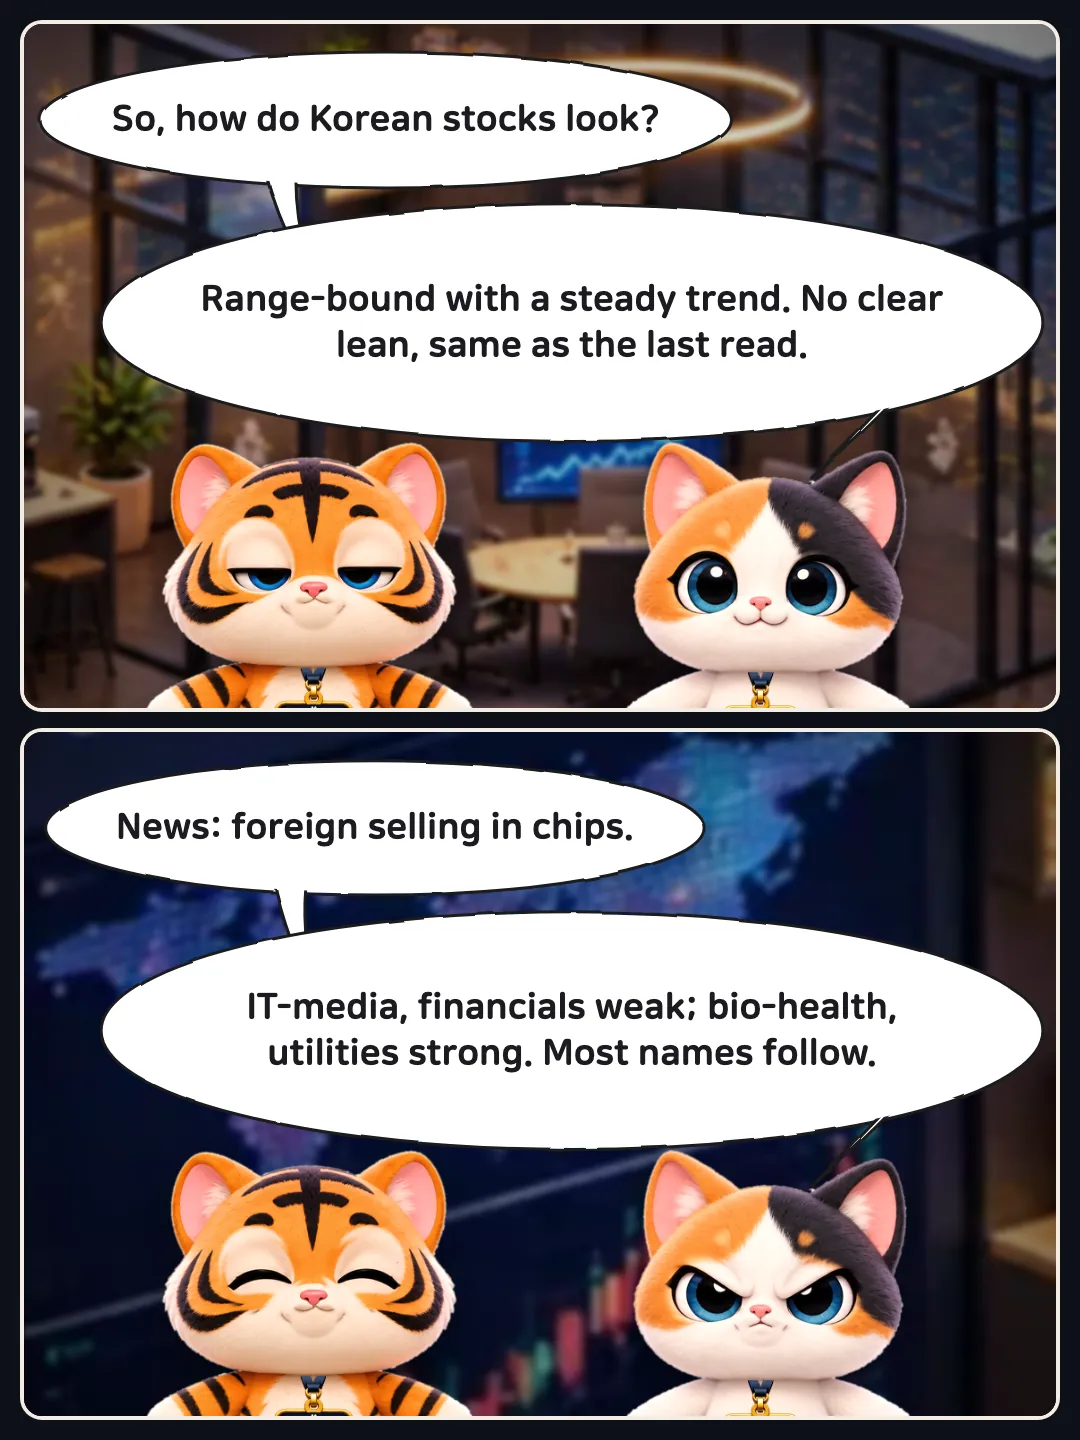 So, how do Korean stocks look?
Range-bound with a steady trend. No clear
lean, same as the last read.
News: foreign selling in chips.
IT-media, financials weak; bio-health,
utilities strong. Most names follow.